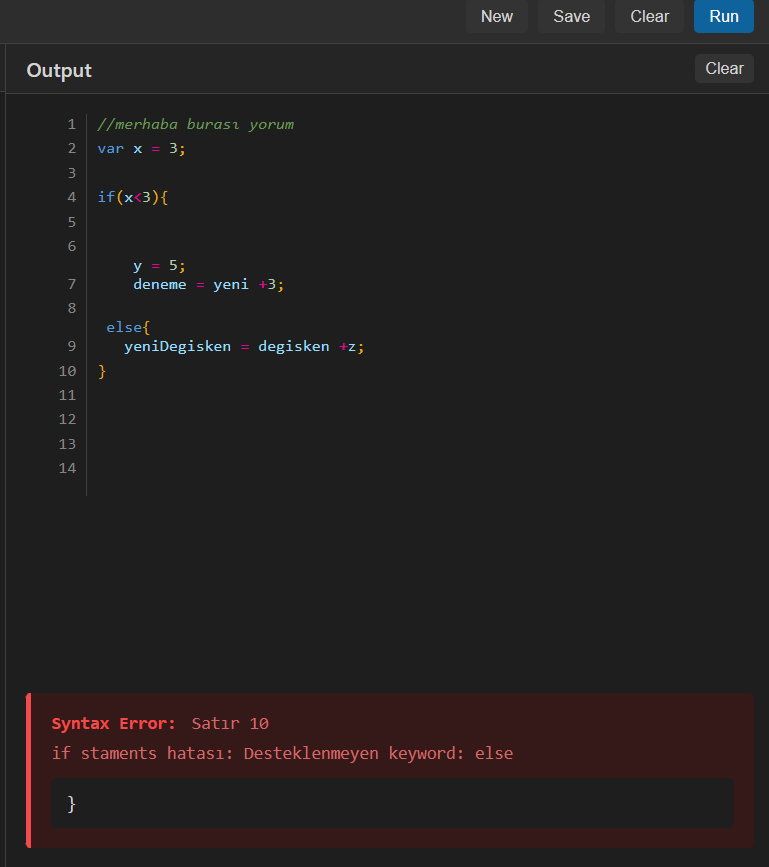 New Save Clear Run
Output Clear
1 //merhaba burası yorum
2 var x = 3;
3
4 if(x<3){
5
6
y = 5;
7 deneme = yeni +3;
8
else{
9 yeniDegisken = degisken +z;
10 }
11
12
13
14
Syntax Error: Satır 10
if staments hatası: Desteklenmeyen keyword: else
}